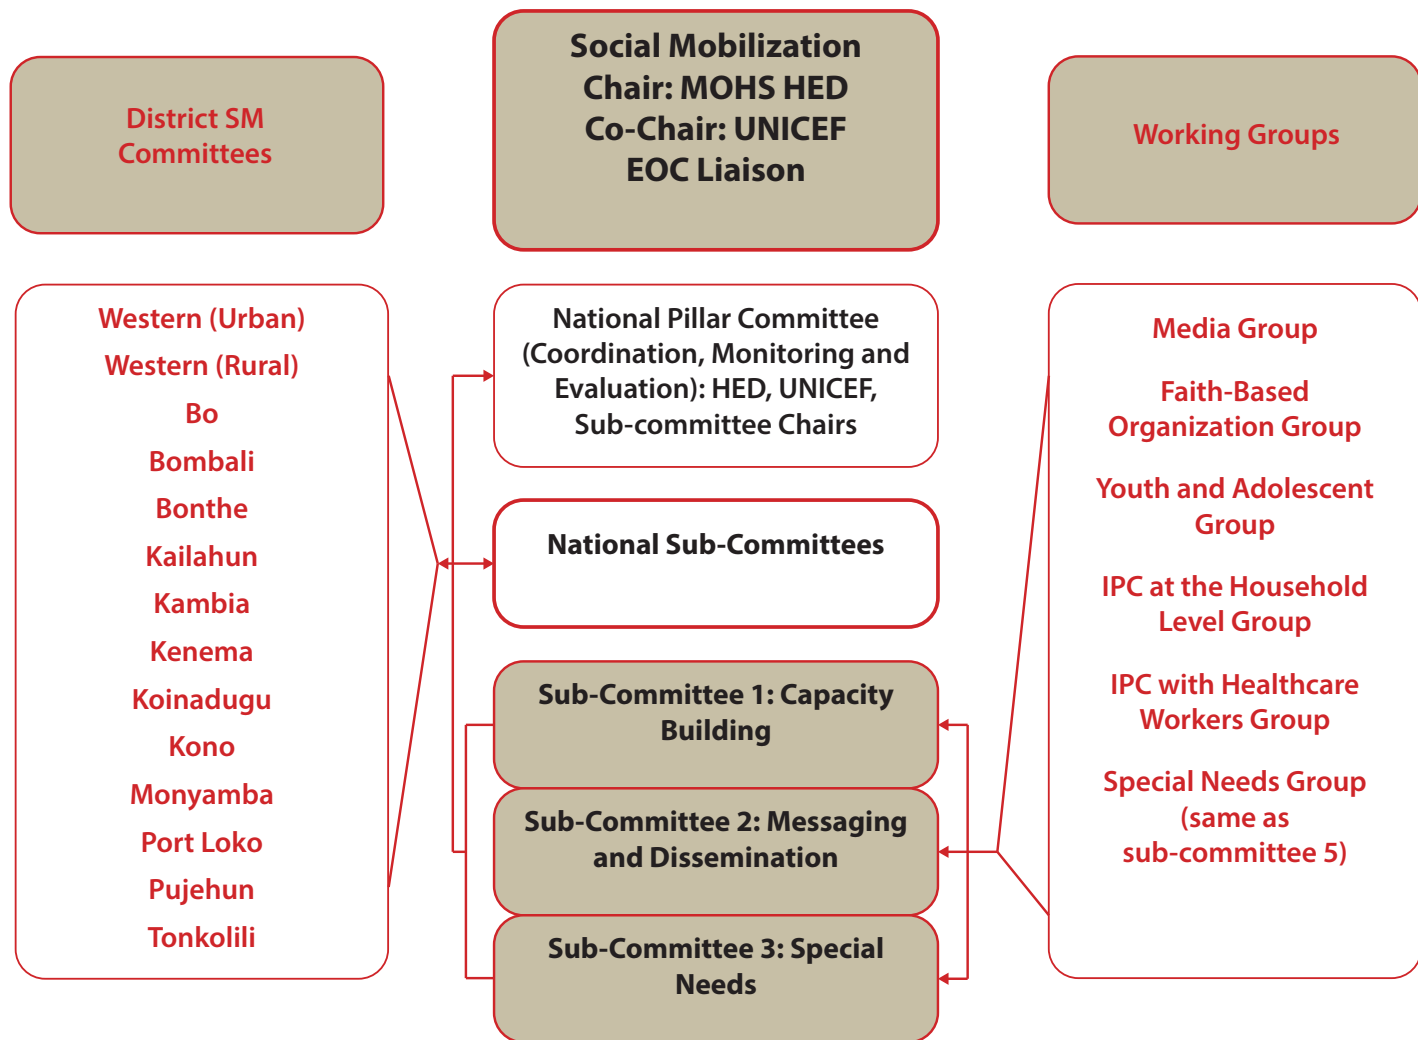 Social Mobilization
Chair: MOHS HED
Co-Chair: UNICEF
EOC Liaison
District SM
Committees
Working Groups
Western (Urban)
Western (Rural)
Bo
Bombali
Bonthe
Kailahun
Kambia
Kenema
Koinadugu
Kono
Monyamba
Port Loko
Pujehun
Tonkolili
National Pillar Committee
(Coordination, Monitoring and
Evaluation): HED, UNICEF,
Sub-committee Chairs
National Sub-Committees
Sub-Committee 1: Capacity
Building
Sub-Committee 2: Messaging
and Dissemination
Sub-Committee 3: Special
Needs
Media Group
Faith-Based
Organization Group
Youth and Adolescent
Group
IPC at the Household
Level Group
IPC with Healthcare
Workers Group
Special Needs Group
(same as
sub-committee 5)